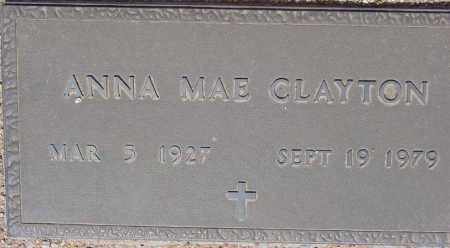 ANNA MAE CLAYTON
MAR 5 1927 SEPT 19 1979